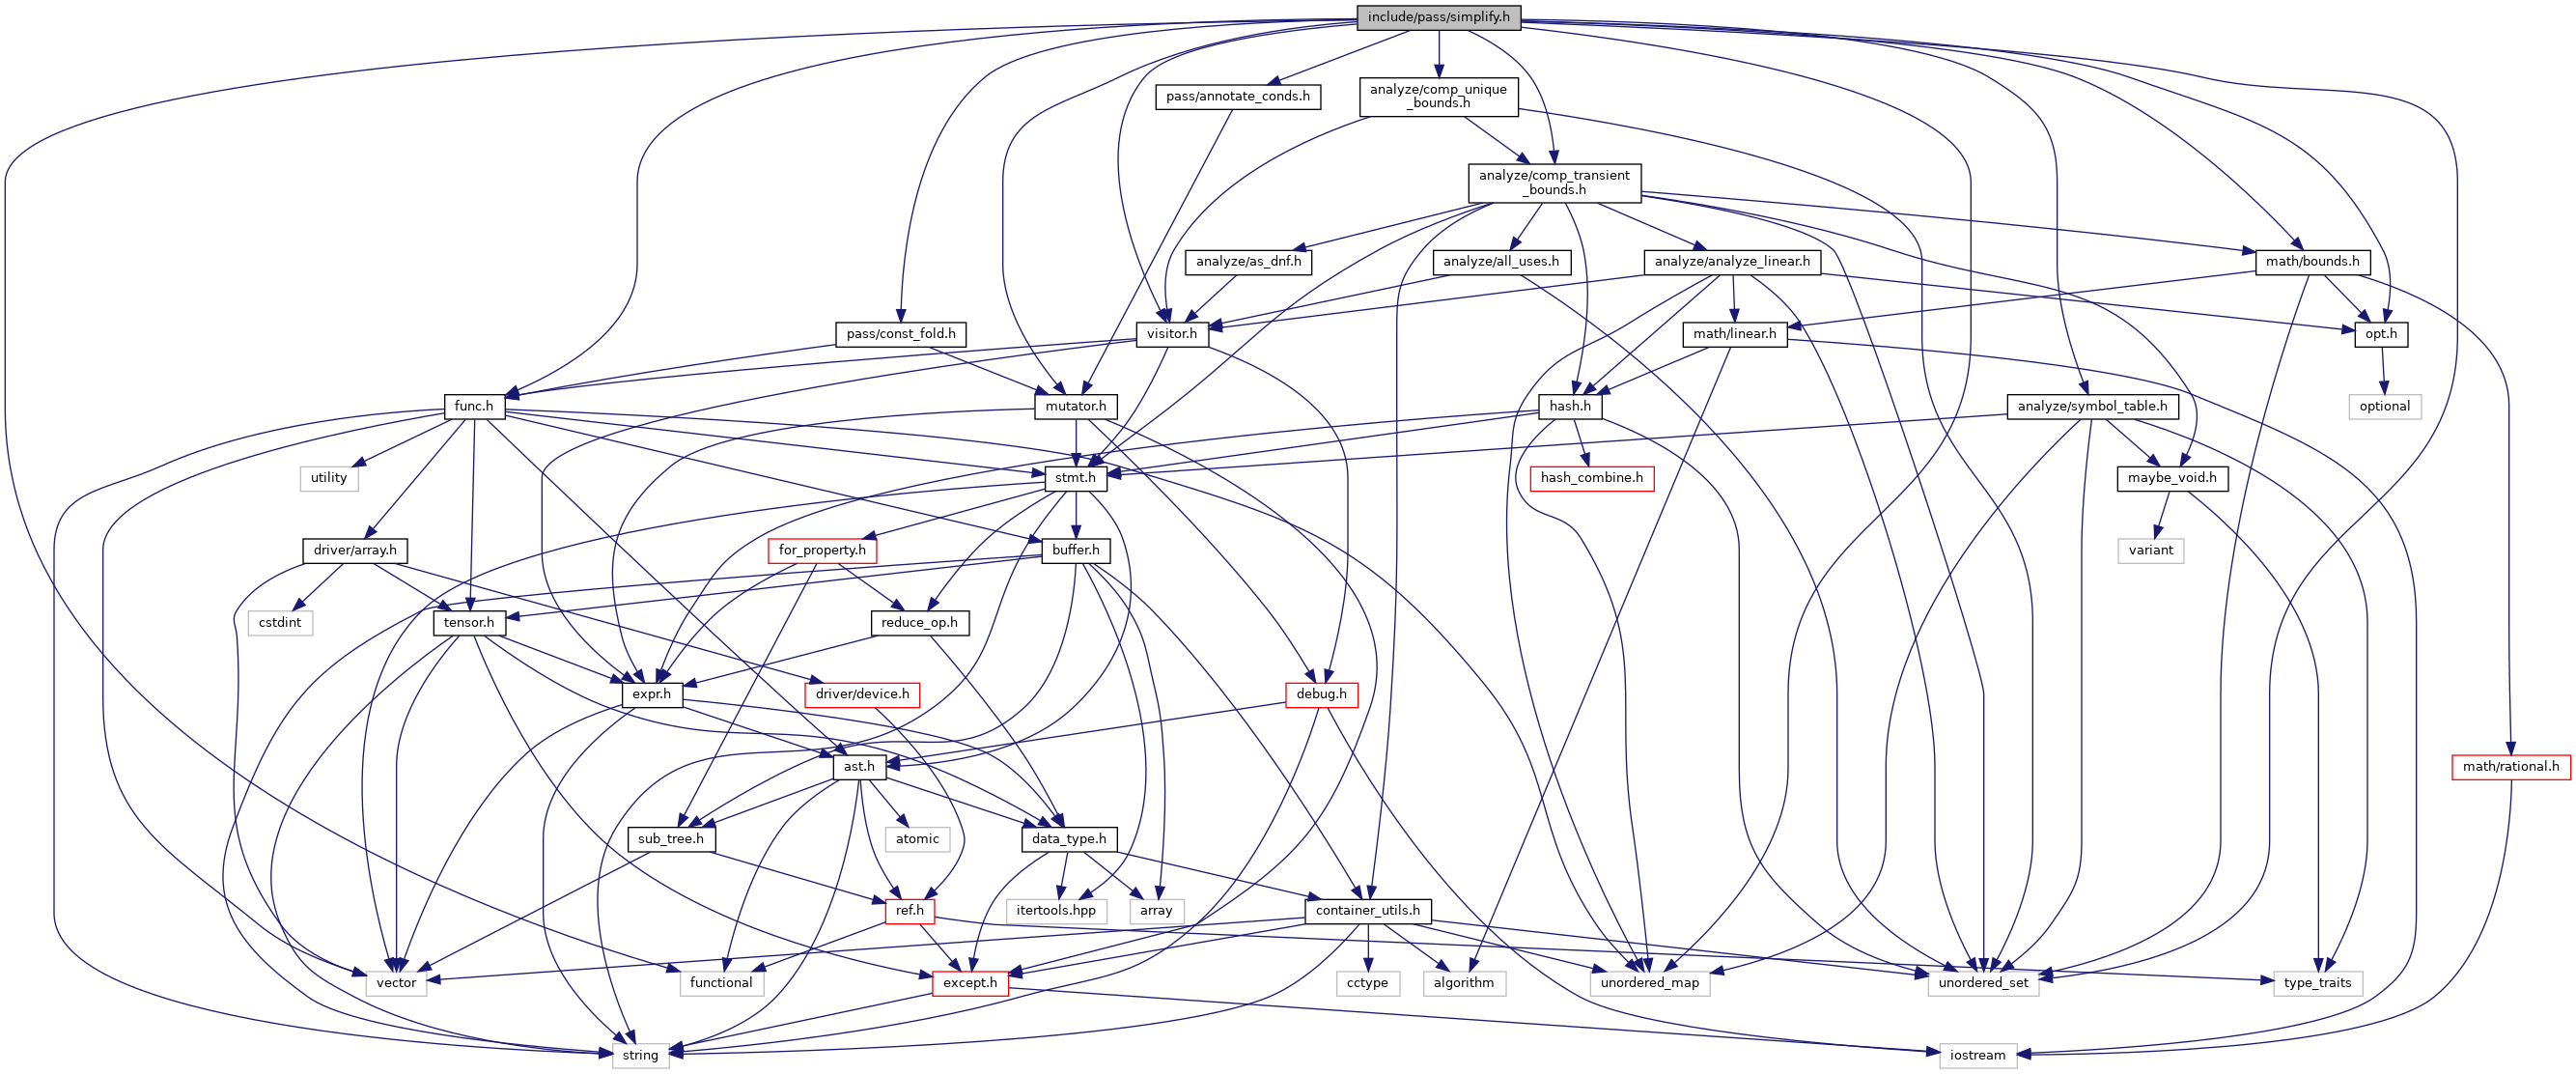 include/pass/simplify.h
pass/annotate_conds.h
analyze/comp_unique
_bounds.h
analyze/comp_transient
_bounds.h
analyze/as_dnf.h
analyze/all_uses.h
analyze/analyze_linear.h
math/bounds.h
pass/const_fold.h
visitor.h
math/linear.h
opt.h
func.h
mutator.h
hash.h
analyze/symbol_table.h
optional
utility
stmt.h
hash_combine.h
maybe_void.h
driver/array.h
for_property.h
buffer.h
variant
cstdint
tensor.h
reduce_op.h
expr.h
driver/device.h
debug.h
ast.h
math/rational.h
sub_tree.h
atomic
data_type.h
ref.h
itertools.hpp
array
container_utils.h
vector
functional
except.h
cctype
algorithm
unordered_map
unordered_set
type_traits
string
iostream